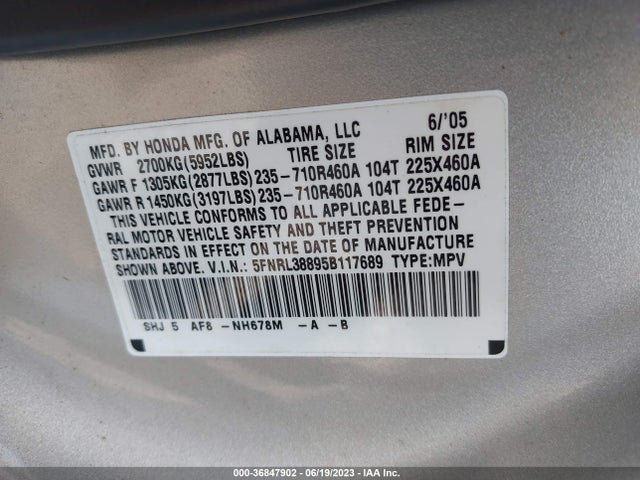 MFD. BY HONDA MFG. OF ALABAMA, LLC 6/'05
GVWR 2700KG(5952LBS) TIRE SIZE RIM SIZE
GAWR F 1305KG(2877LBS) 235-710R460A 104T 225X460A
GAWR R 1450KG(3197LBS) 235-710R460A 104T 225X460A
THIS VEHICLE CONFORMS TO ALL APPLICABLE FEDE-
RAL MOTOR VEHICLE SAFETY AND THEFT PREVENTION
STANDARDS IN EFFECT ON THE DATE OF MANUFACTURE
SHOWN ABOVE. V.I.N.: 5FNRL38895B117689 TYPE:MPV
SHJ 5 AF8 -NH678M -A -B
000-36847902 - 06/19/2023 - IAA Inc.